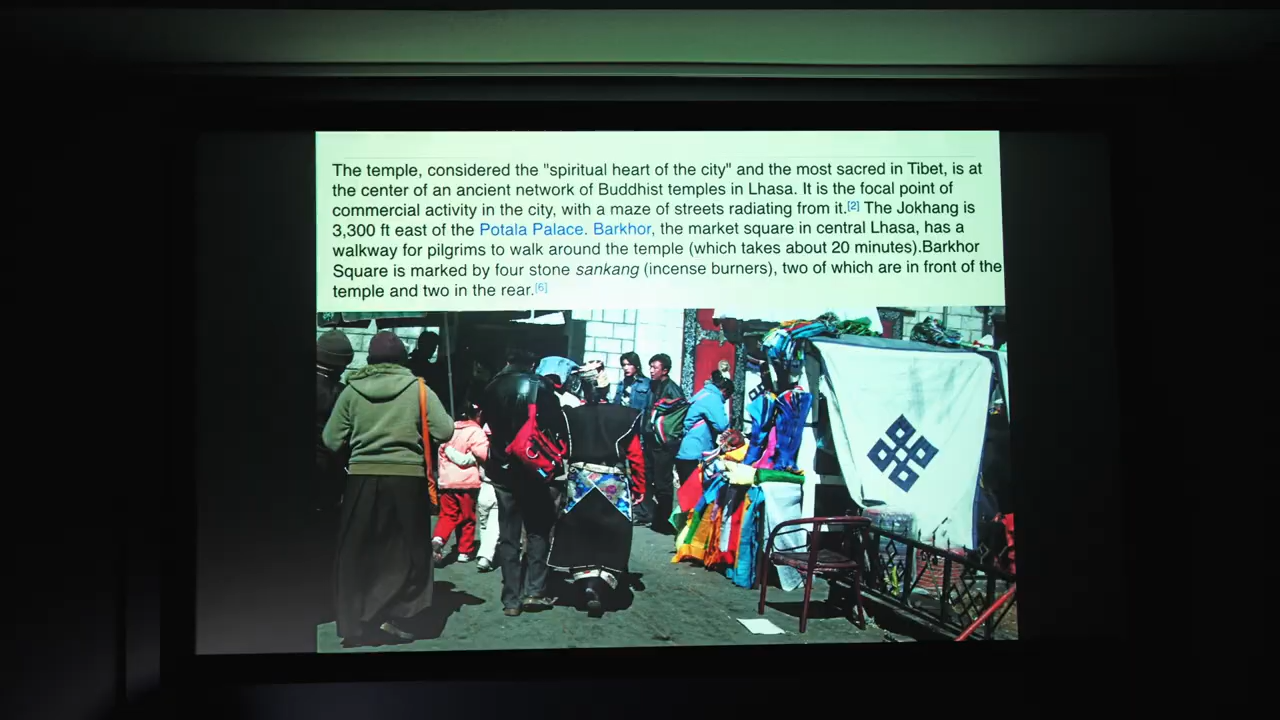 The temple, considered the "spiritual heart of the city" and the most sacred in Tibet, is at
the center of an ancient network of Buddhist temples in Lhasa. It is the focal point of
commercial activity in the city, with a maze of streets radiating from it.[2] The Jokhang is
3,300 ft east of the Potala Palace. Barkhor, the market square in central Lhasa, has a
walkway for pilgrims to walk around the temple (which takes about 20 minutes).Barkhor
Square is marked by four stone sankang (incense burners), two of which are in front of the
temple and two in the rear.[6]